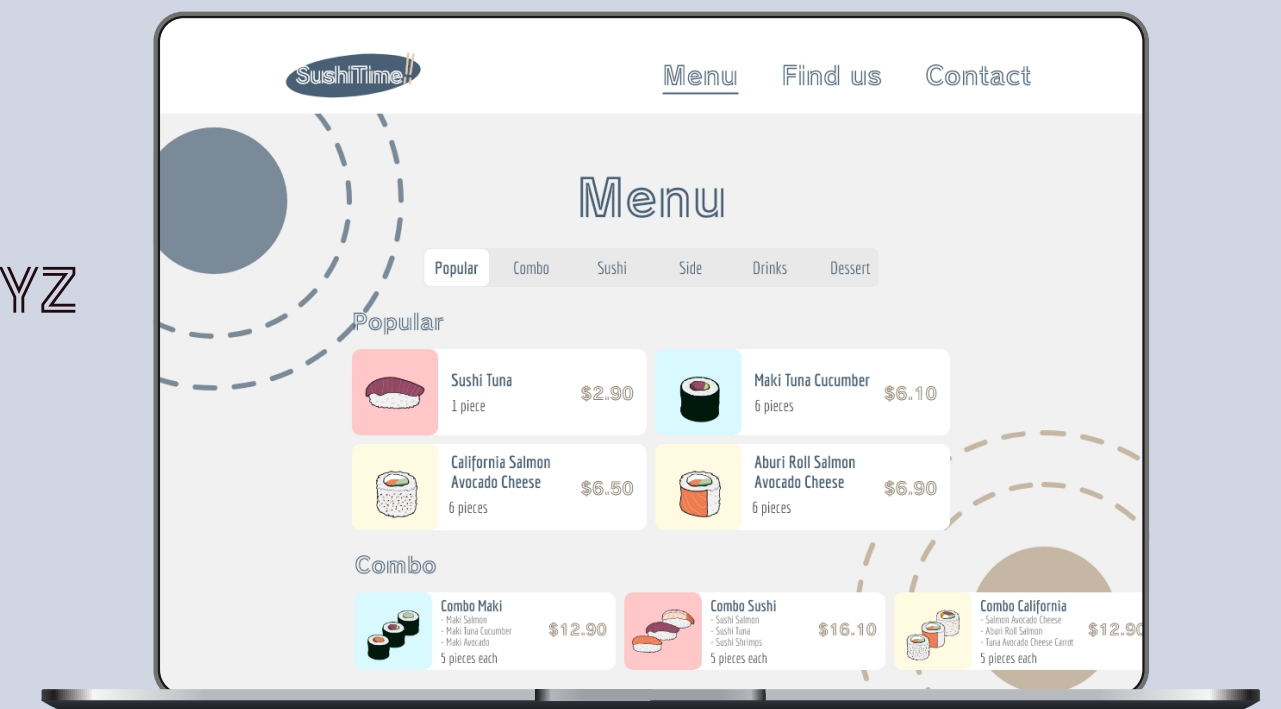 SushiTime
Menu
Find us
Contact
YZ
Menu
Popular
Combo
Sushi
Side
Drinks
Dessert
Popular
Sushi Tuna
1 piece
$2.90
Maki Tuna Cucumber
6 pieces
$6.10
California Salmon
Avocado Cheese
6 pieces
$6.50
Aburi Roll Salmon
Avocado Cheese
6 pieces
$6.90
Combo
Combo Maki
- Maki Salmon
- Maki Tuna Cucumber
- Maki Avocado
5 pieces each
$12.90
Combo Sushi
- Sushi Salmon
- Sushi Tuna
- Sushi Shrimps
5 pieces each
$16.10
Combo California
- Salmon Avocado Cheese
- Aburi Roll Salmon
- Tuna Avocado Cheese Carrot
5 pieces each
$12.90